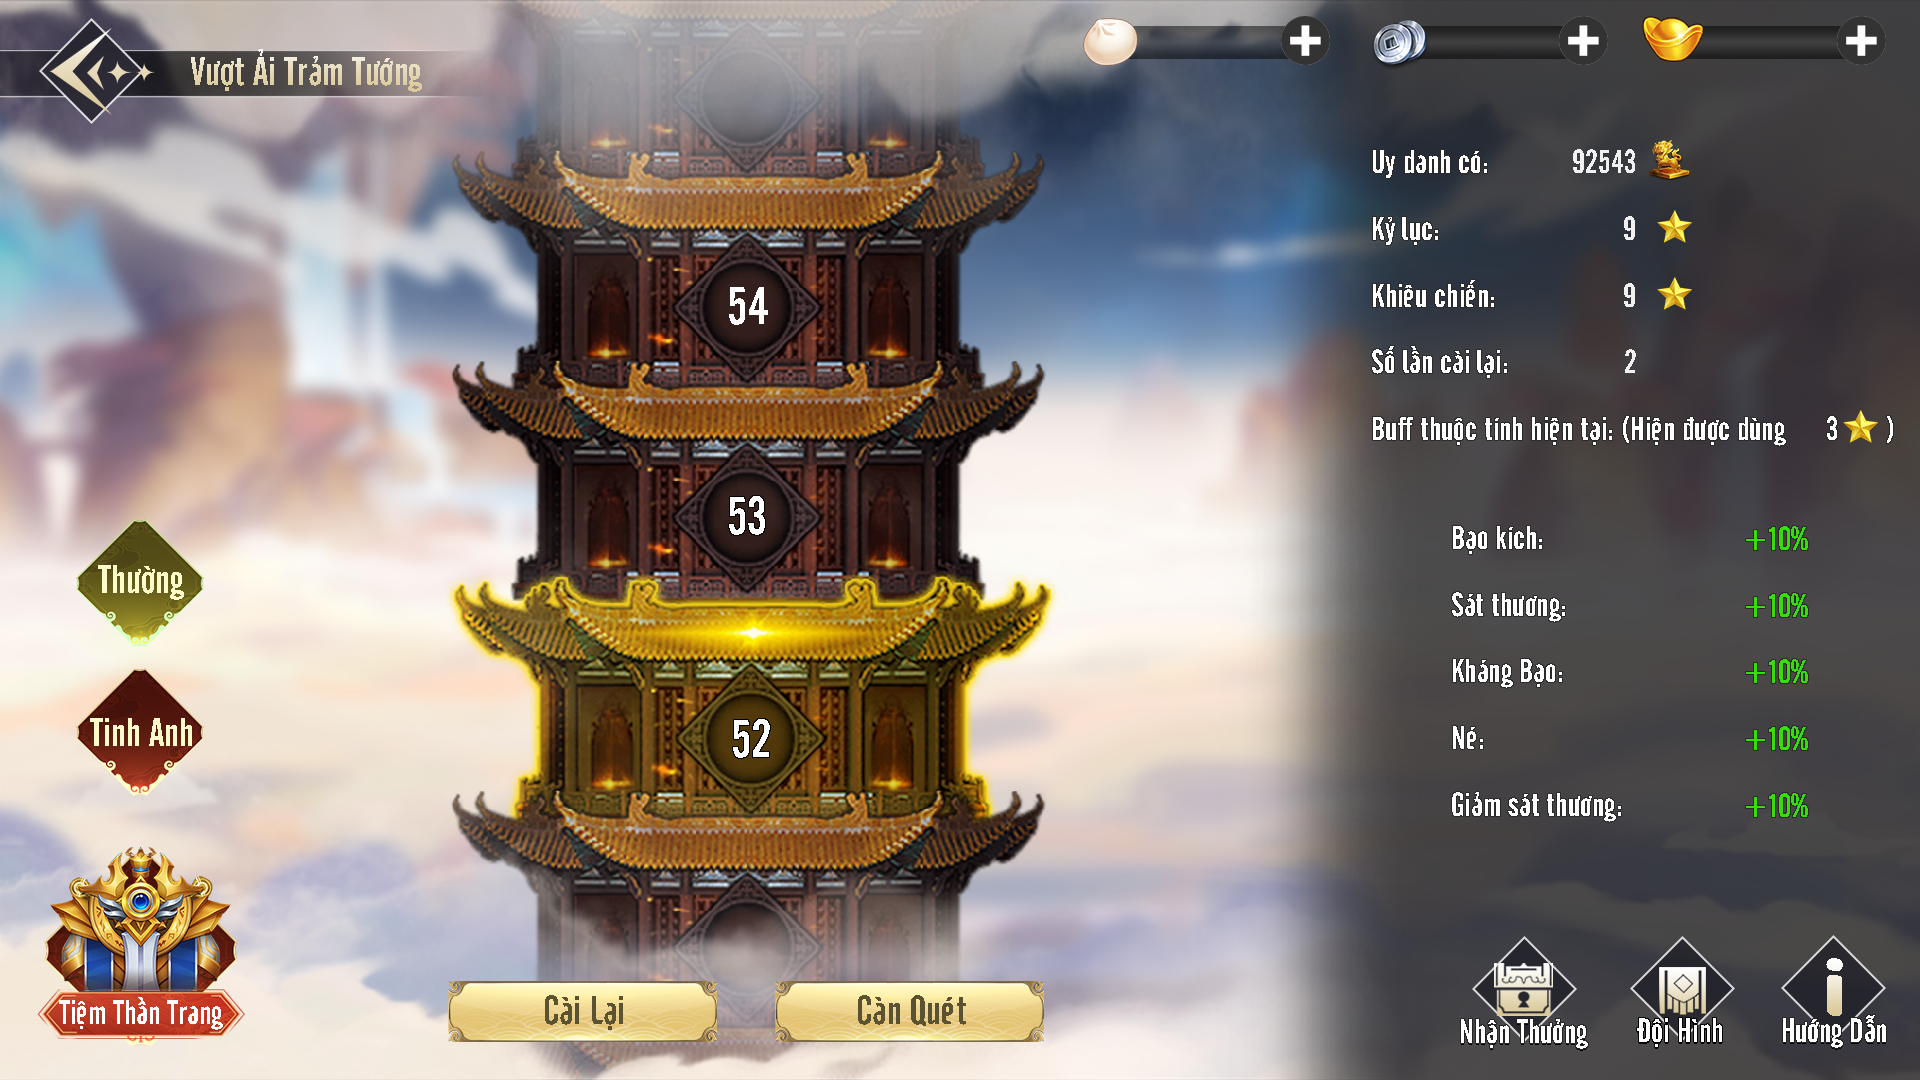 Vượt Ải Trảm Tướng
Uy danh có: 92543
Kỷ lục: 9
Khiêu chiến: 9
Số lần cài lại: 2
Buff thuộc tính hiện tại: (Hiện được dùng 3 )
Bạo kích: +10%
Sát thương: +10%
Kháng Bạo: +10%
Né: +10%
Giảm sát thương: +10%
54
53
52
Thường
Tinh Anh
Tiệm Thần Trang
Cài Lại
Càn Quét
Nhận Thưởng
Đội Hình
Hướng Dẫn